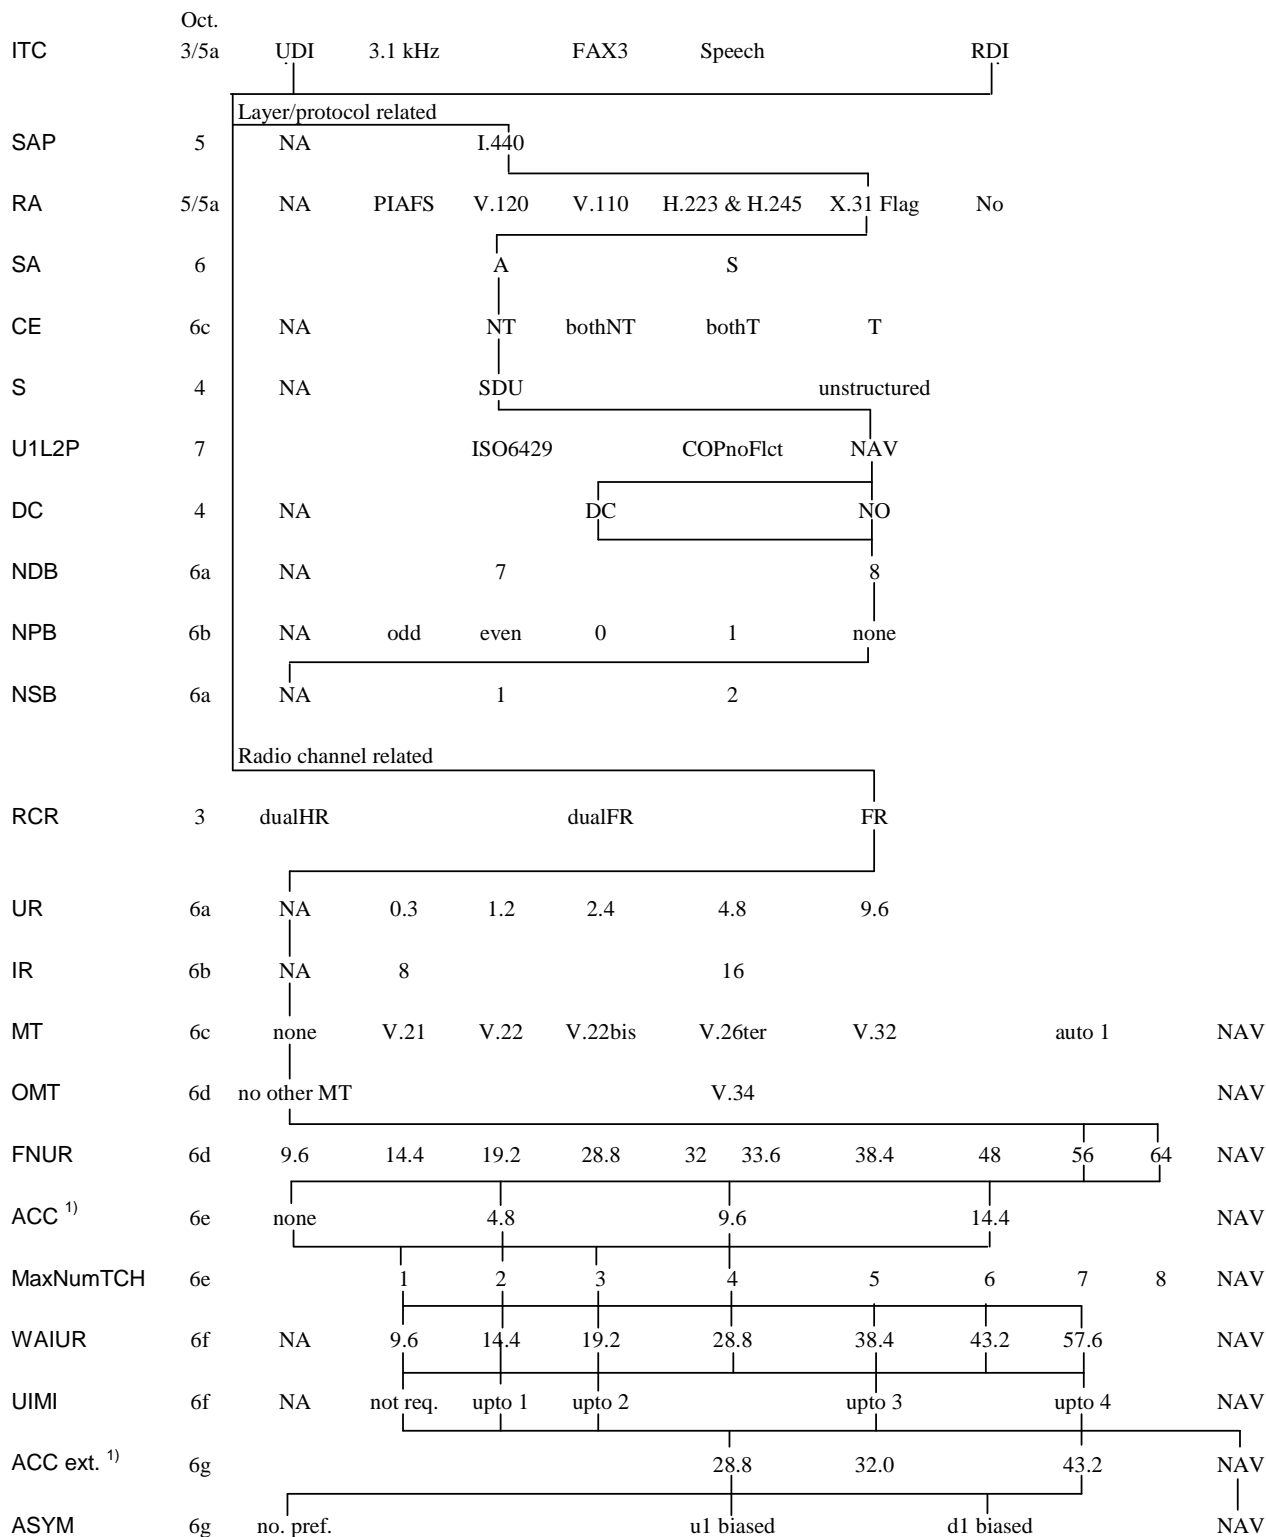 Oct.
ITC 3/5a UDI 3.1 kHz FAX3 Speech RDI
Layer/protocol related
SAP 5 NA I.440
RA 5/5a NA PIAFS V.120 V.110 H.223 & H.245 X.31 Flag No
SA 6 A S
CE 6c NA NT bothNT bothT T
S 4 NA SDU unstructured
U1L2P 7 ISO6429 COPnoFlct NAV
DC 4 NA DC NO
NDB 6a NA 7 8
NPB 6b NA odd even 0 1 none
NSB 6a NA 1 2
Radio channel related
RCR 3 dualHR dualFR FR
UR 6a NA 0.3 1.2 2.4 4.8 9.6
IR 6b NA 8 16
MT 6c none V.21 V.22 V.22bis V.26ter V.32 auto 1 NAV
OMT 6d no other MT V.34 NAV
FNUR 6d 9.6 14.4 19.2 28.8 32 33.6 38.4 48 56 64 NAV
ACC 1) 6e none 4.8 9.6 14.4 NAV
MaxNumTCH 6e 1 2 3 4 5 6 7 8 NAV
WAIUR 6f NA 9.6 14.4 19.2 28.8 38.4 43.2 57.6 NAV
UIMI 6f NA not req. upto 1 upto 2 upto 3 upto 4 NAV
ACC ext. 1) 6g 28.8 32.0 43.2 NAV
ASYM 6g no. pref. u1 biased d1 biased NAV